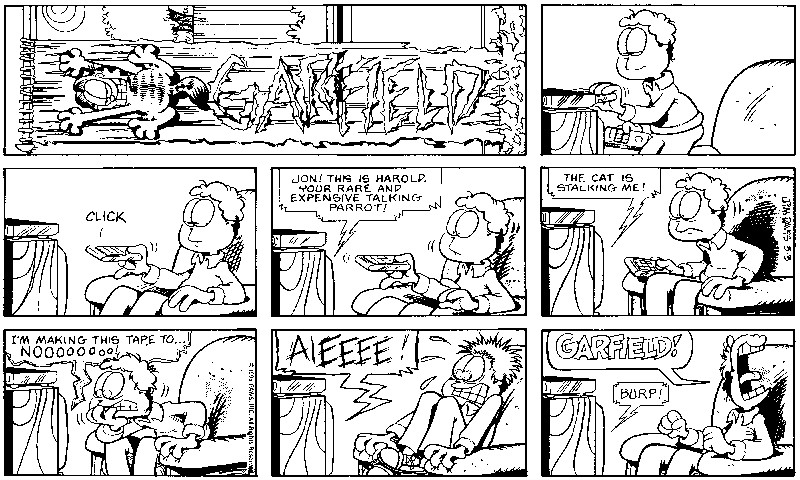 GARFIELD
CLICK
JON! THIS IS HAROLD,
YOUR RARE AND
EXPENSIVE TALKING
PARROT!
THE CAT IS
STALKING ME!
JIM DAVIS
I'M MAKING THIS TAPE TO...
NOOOOOOOO!
AIEEEE!
GARFIELD!
BURP!